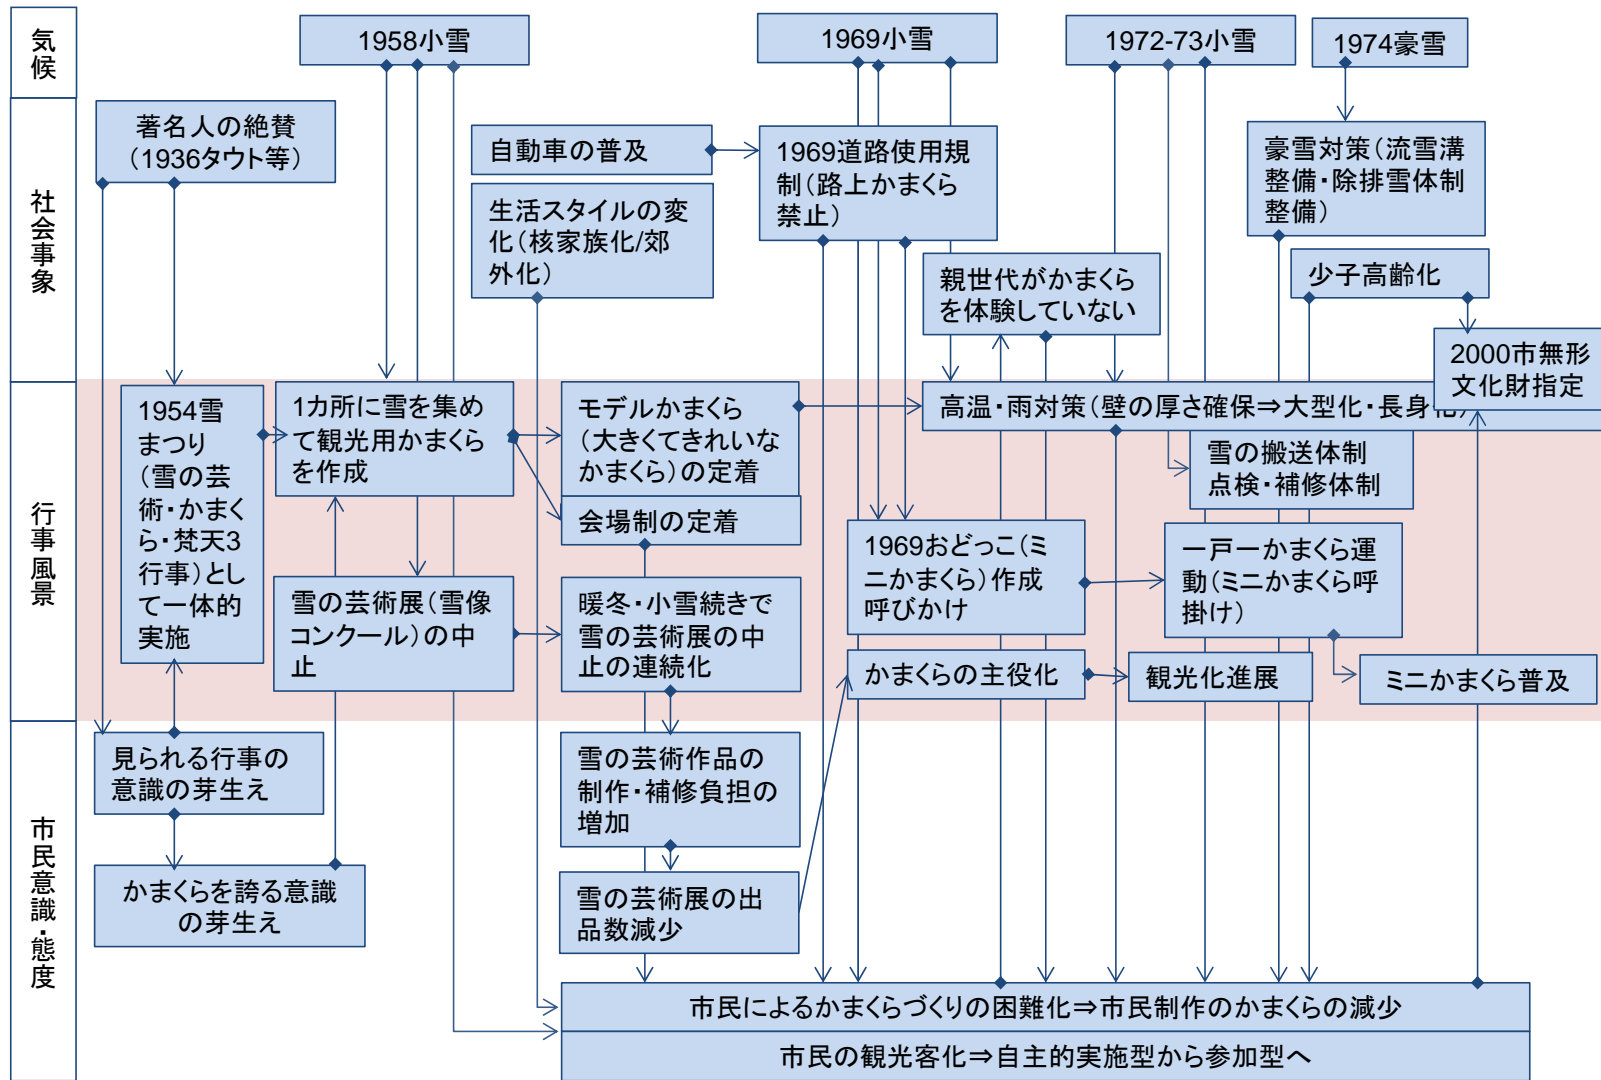 気候
1958小雪
1969小雪
1972-73小雪
1974豪雪
社会事象
著名人の絶賛
（1936タウト等）
自動車の普及
1969道路使用規
制（路上かまくら
禁止）
豪雪対策（流雪溝
整備・除排雪体制
整備）
生活スタイルの変
化（核家族化/郊
外化）
親世代がかまくら
を体験していない
少子高齢化
2000市無形
文化財指定
行事風景
1954雪
まつり
（雪の芸
術・かまく
ら・梵天3
行事）とし
て一体的
実施
1カ所に雪を集め
て観光用かまくら
を作成
モデルかまくら
（大きくてきれいな
かまくら）の定着
高温・雨対策（壁の厚さ確保⇒大型化・長身化）
雪の搬送体制
点検・補修体制
会場制の定着
雪の芸術展（雪像
コンクール）の中
止
暖冬・小雪続きで
雪の芸術展の中
止の連続化
1969おどっこ（ミ
ニかまくら）作成
呼びかけ
一戸一かまくら運
動（ミニかまくら呼
掛け）
かまくらの主役化
観光化進展
ミニかまくら普及
市民意識・態度
見られる行事の
意識の芽生え
雪の芸術作品の
制作・補修負担の
増加
かまくらを誇る意識
の芽生え
雪の芸術展の出
品数減少
市民によるかまくらづくりの困難化⇒市民制作のかまくらの減少
市民の観光客化⇒自主的実施型から参加型へ